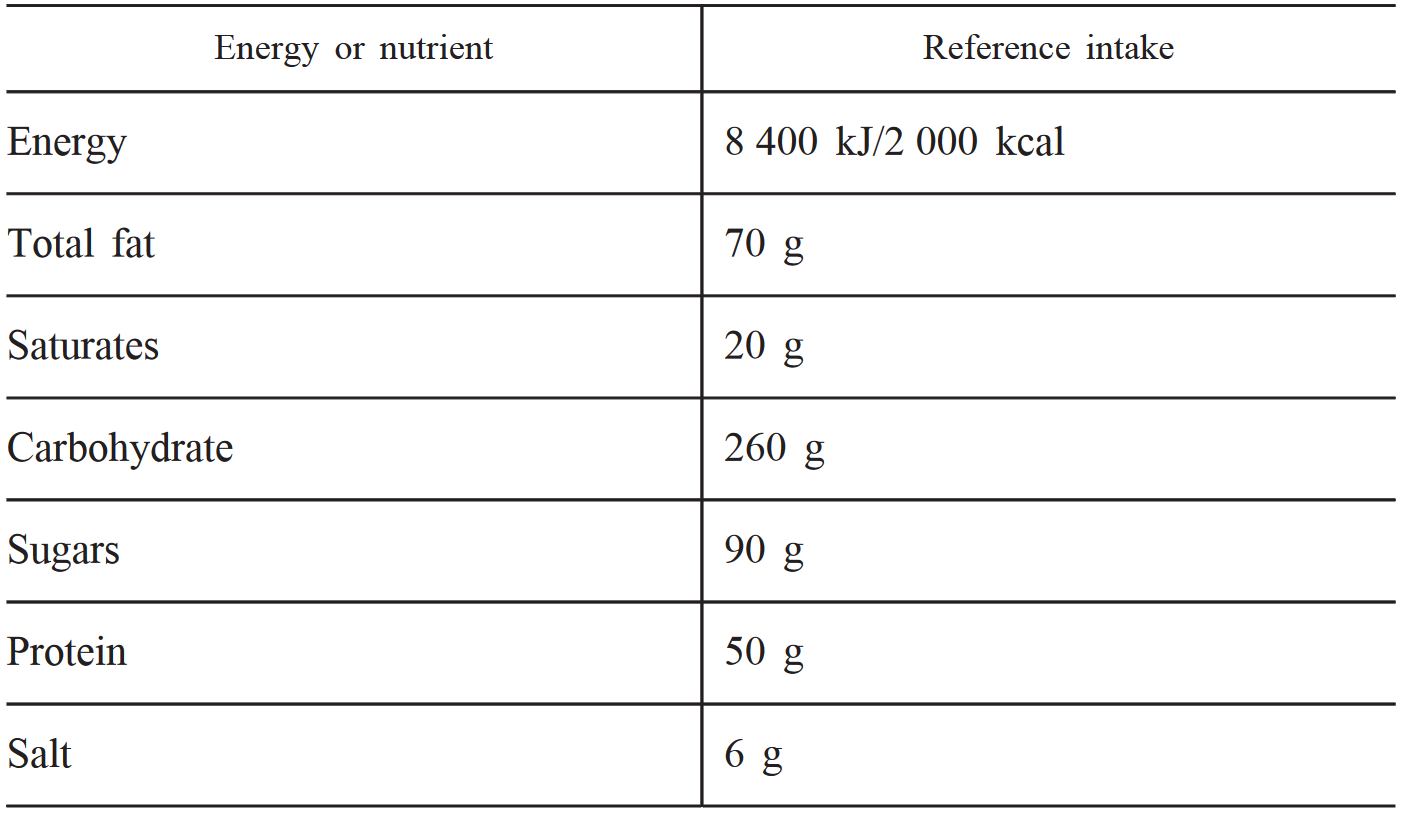 Energy or nutrient Reference intake
Energy 8 400 kJ/2 000 kcal
Total fat 70 g
Saturates 20 g
Carbohydrate 260 g
Sugars 90 g
Protein 50 g
Salt 6 g